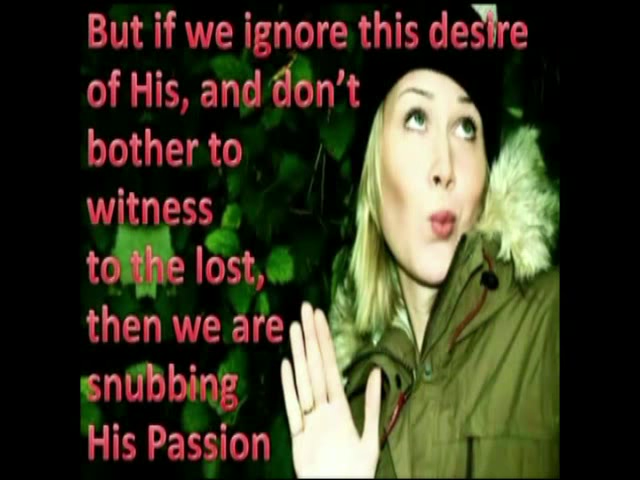 But if we ignore this desire
of His, and don't
bother to
witness
to the lost,
then we are
snubbing
His Passion